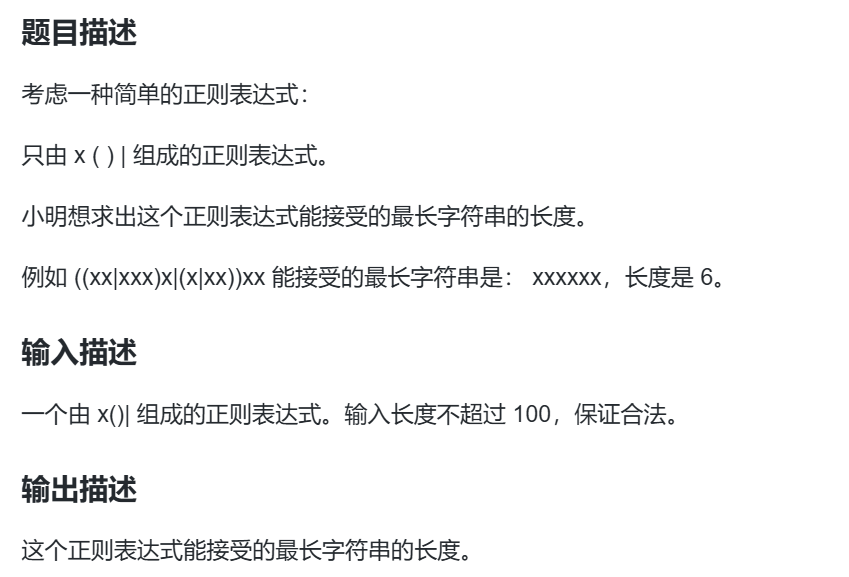 题目描述
考虑一种简单的正则表达式：
只由 x ( ) | 组成的正则表达式。
小明想求出这个正则表达式能接受的最长字符串的长度。
例如 ((xx|xxx)x|(x|xx))xx 能接受的最长字符串是： xxxxxx，长度是 6。
输入描述
一个由 x()| 组成的正则表达式。输入长度不超过 100，保证合法。
输出描述
这个正则表达式能接受的最长字符串的长度。